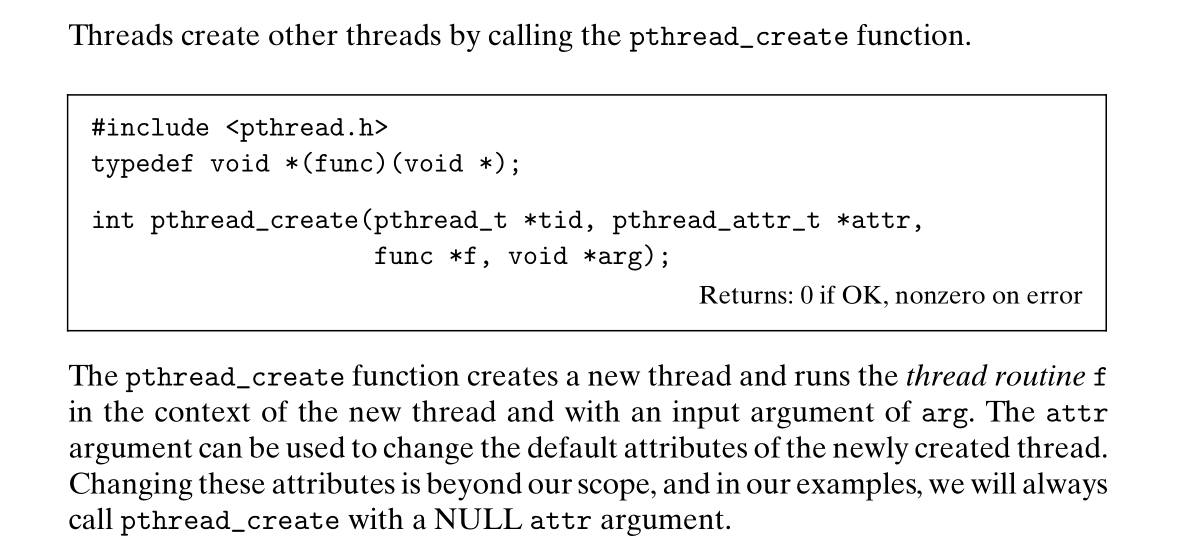 Threads create other threads by calling the pthread_create function.
#include <pthread.h>
typedef void *(func)(void *);
int pthread_create(pthread_t *tid, pthread_attr_t *attr,
func *f, void *arg);
Returns: 0 if OK, nonzero on error
The pthread_create function creates a new thread and runs the thread routine f
in the context of the new thread and with an input argument of arg. The attr
argument can be used to change the default attributes of the newly created thread.
Changing these attributes is beyond our scope, and in our examples, we will always
call pthread_create with a NULL attr argument.